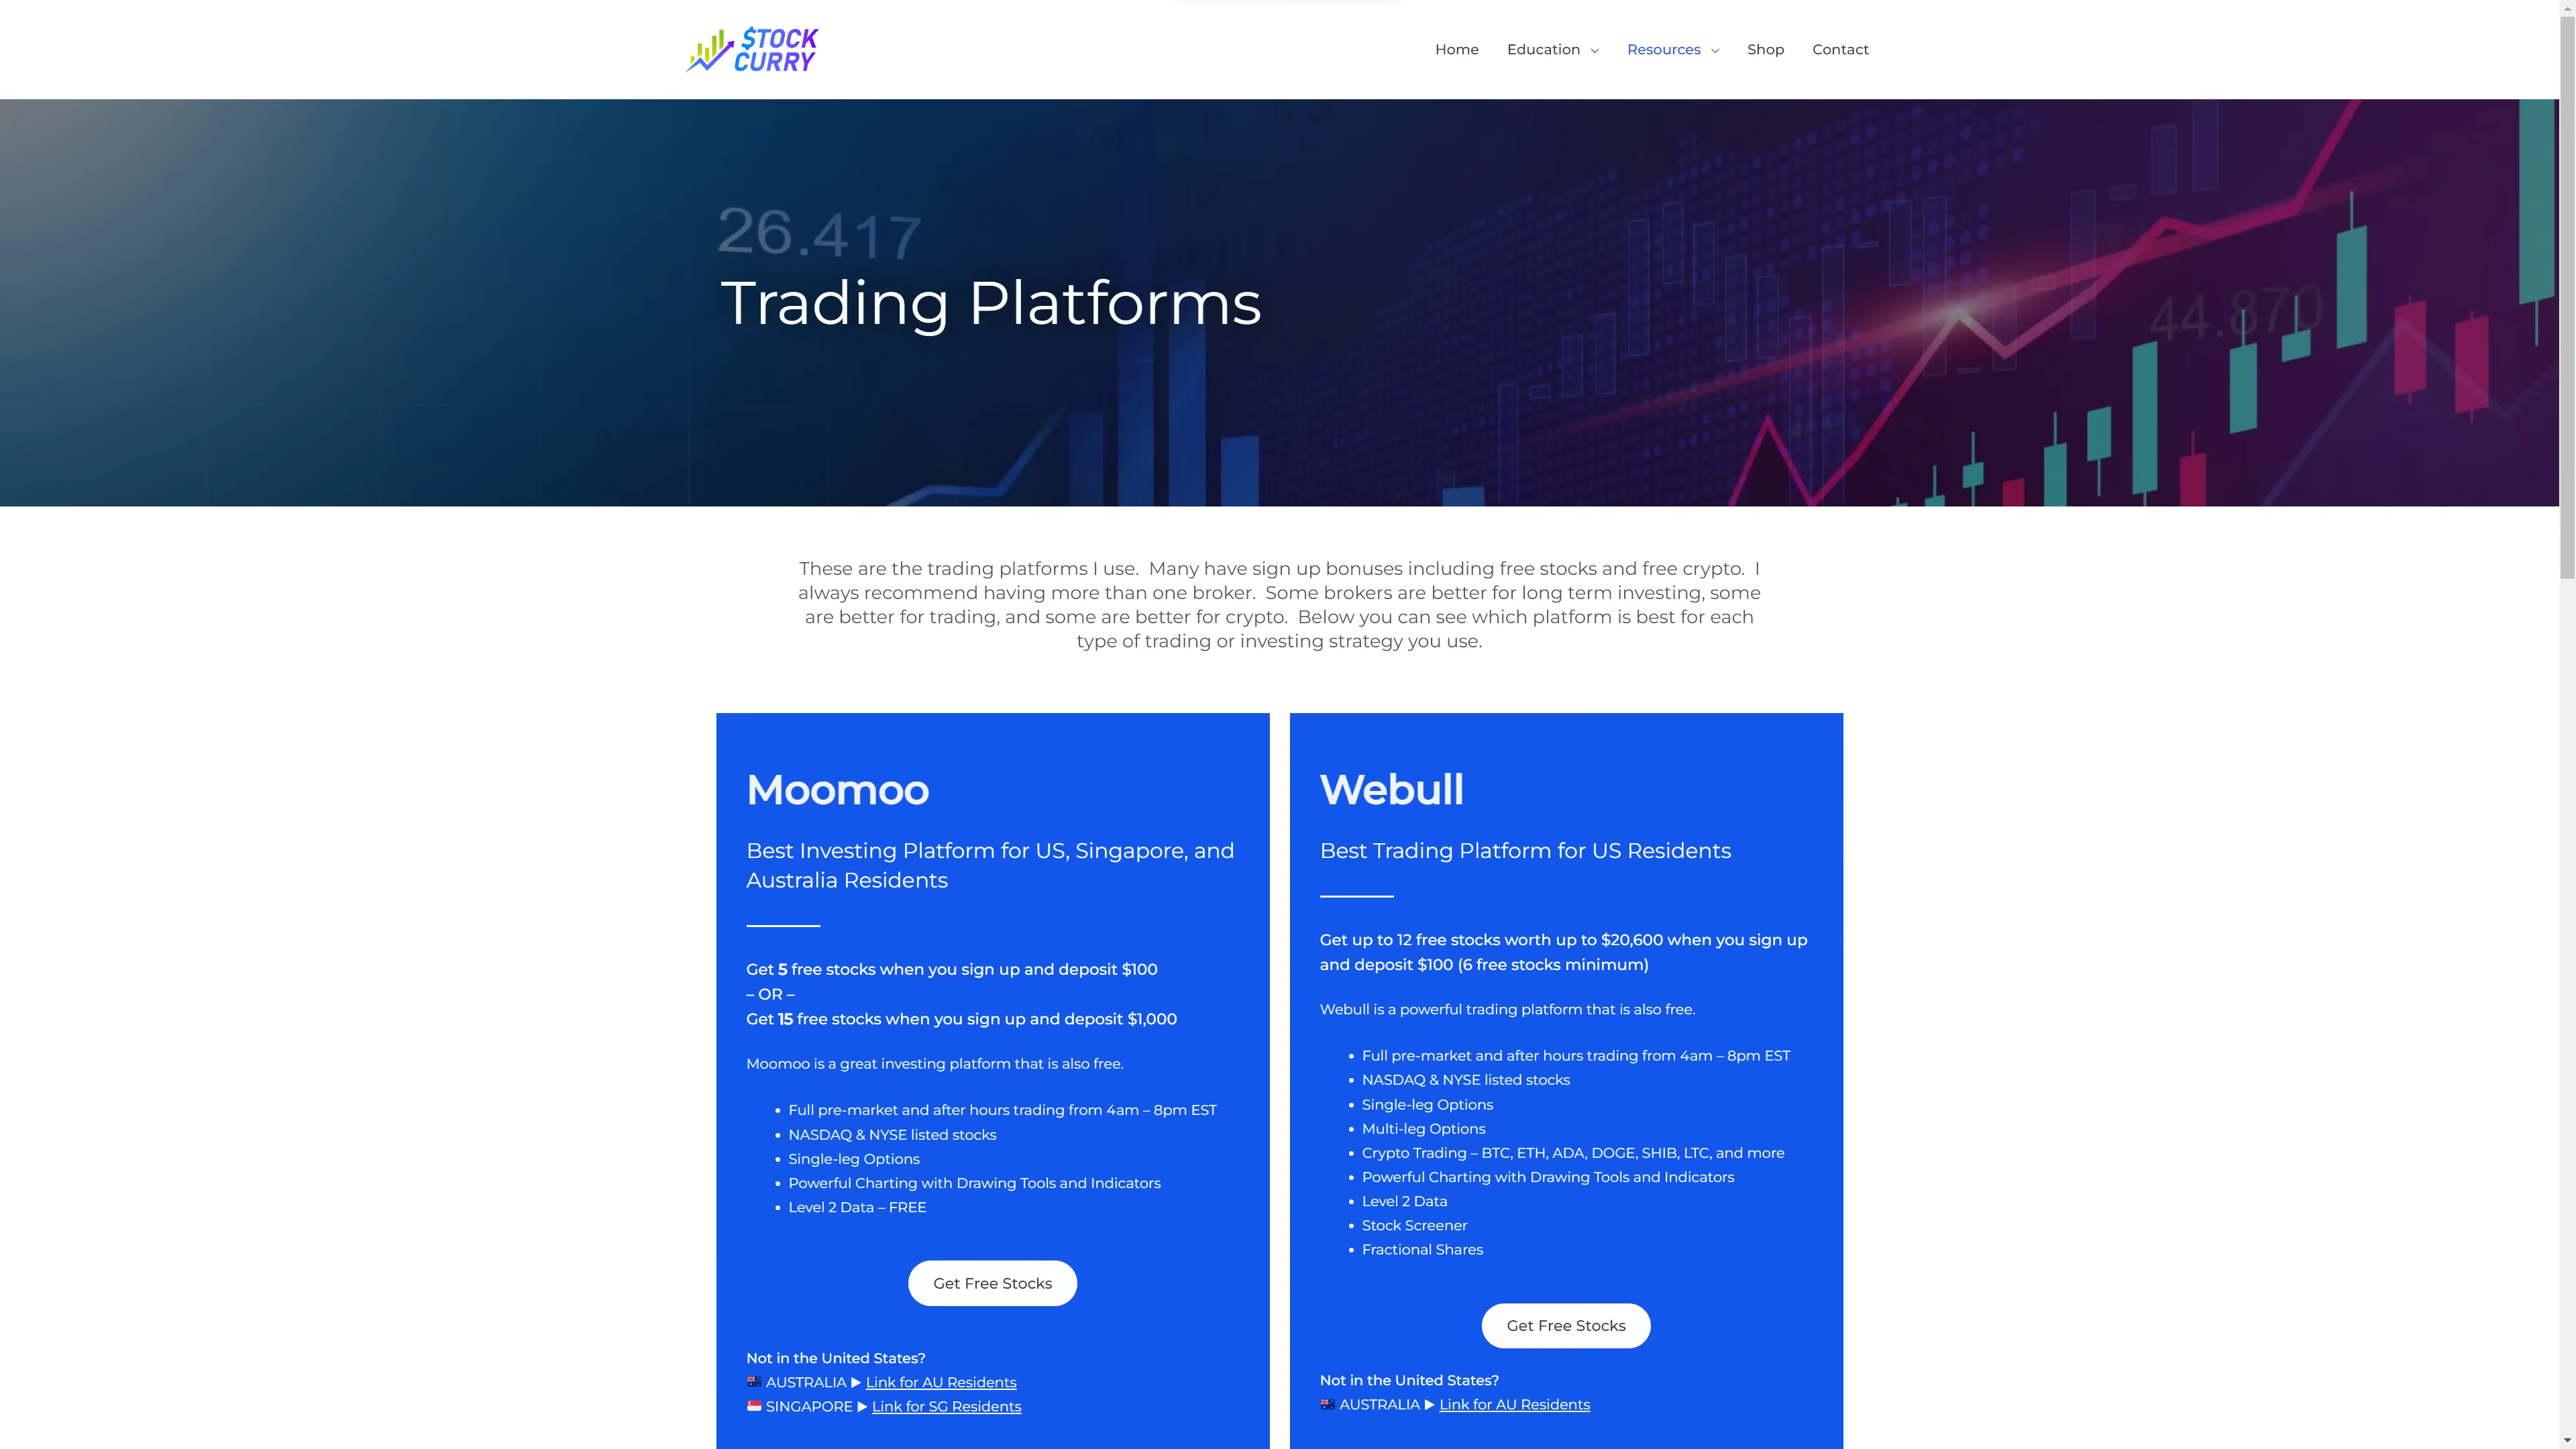 $TOCK
CURRY
Home
Education
Resources
Shop
Contact
26.417
Trading Platforms
44.870
These are the trading platforms I use.  Many have sign up bonuses including free stocks and free crypto.  I
always recommend having more than one broker.  Some brokers are better for long term investing, some
are better for trading, and some are better for crypto.  Below you can see which platform is best for each
type of trading or investing strategy you use.
Moomoo
Best Investing Platform for US, Singapore, and
Australia Residents
Get 5 free stocks when you sign up and deposit $100
– OR –
Get 15 free stocks when you sign up and deposit $1,000
Moomoo is a great investing platform that is also free.
• Full pre-market and after hours trading from 4am – 8pm EST
• NASDAQ & NYSE listed stocks
• Single-leg Options
• Powerful Charting with Drawing Tools and Indicators
• Level 2 Data – FREE
Get Free Stocks
Not in the United States?
🇦🇺 AUSTRALIA ▶ Link for AU Residents
🇸🇬 SINGAPORE ▶ Link for SG Residents
Webull
Best Trading Platform for US Residents
Get up to 12 free stocks worth up to $20,600 when you sign up
and deposit $100 (6 free stocks minimum)
Webull is a powerful trading platform that is also free.
• Full pre-market and after hours trading from 4am – 8pm EST
• NASDAQ & NYSE listed stocks
• Single-leg Options
• Multi-leg Options
• Crypto Trading – BTC, ETH, ADA, DOGE, SHIB, LTC, and more
• Powerful Charting with Drawing Tools and Indicators
• Level 2 Data
• Stock Screener
• Fractional Shares
Get Free Stocks
Not in the United States?
🇦🇺 AUSTRALIA ▶ Link for AU Residents